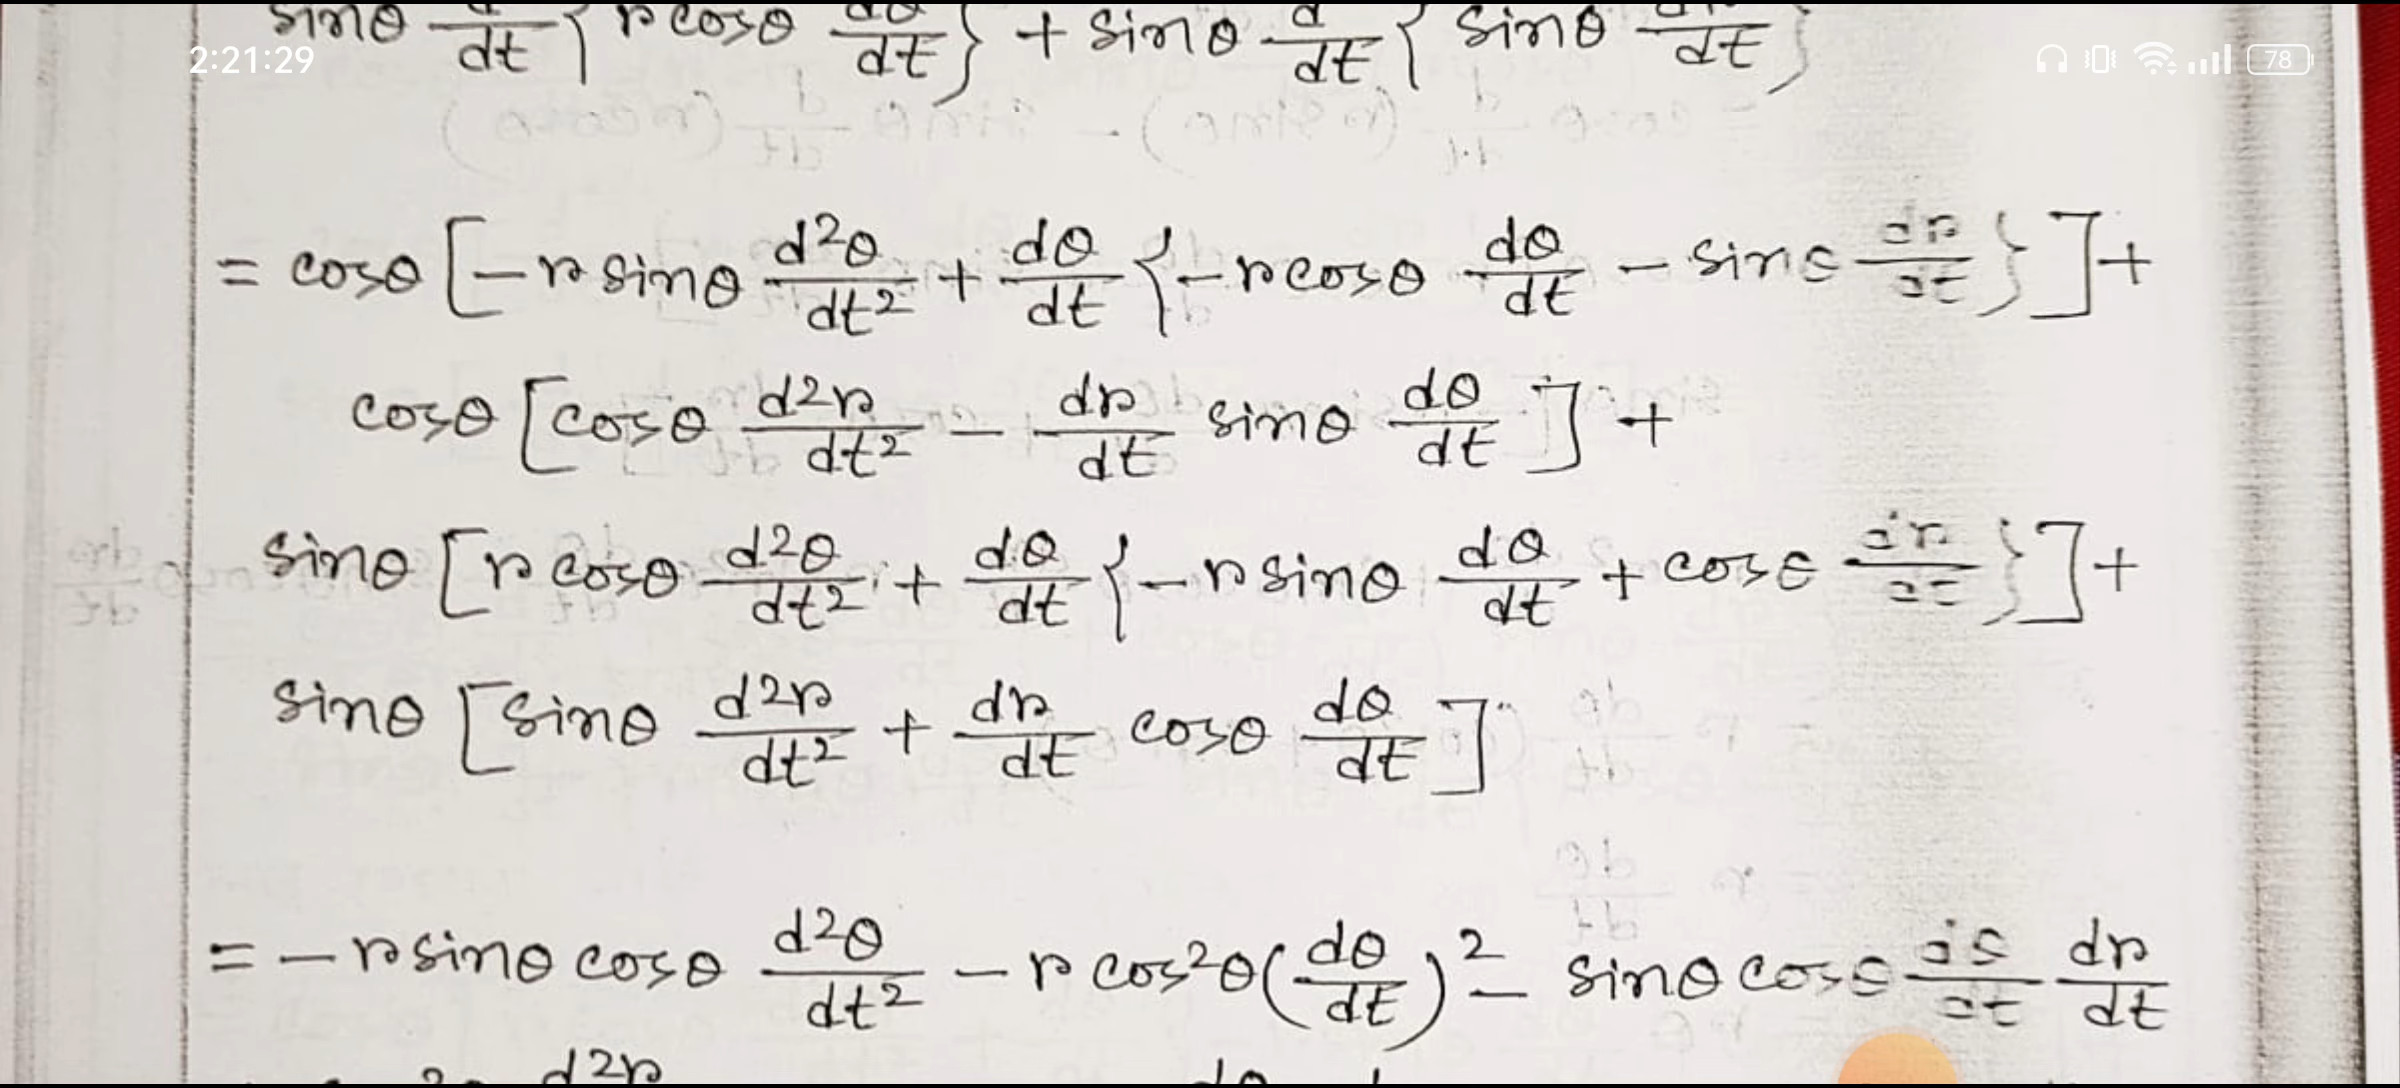 sinθ d/dt { r cosθ dθ/dt } + sinθ d/dt { sinθ dr/dt }
2:21:29 78
= cosθ [ -r sinθ d²θ/dt² + dθ/dt { -r cosθ dθ/dt - sinθ dr/dt } ] +
cosθ [ cosθ d²r/dt² - dr/dt sinθ dθ/dt ] +
sinθ [ r cosθ d²θ/dt² + dθ/dt { -r sinθ dθ/dt + cosθ dr/dt } ] +
sinθ [ sinθ d²r/dt² + dr/dt cosθ dθ/dt ]
= - r sinθ cosθ d²θ/dt² - r cos²θ ( dθ/dt )² - sinθ cosθ dθ/dt dr/dt
d²r